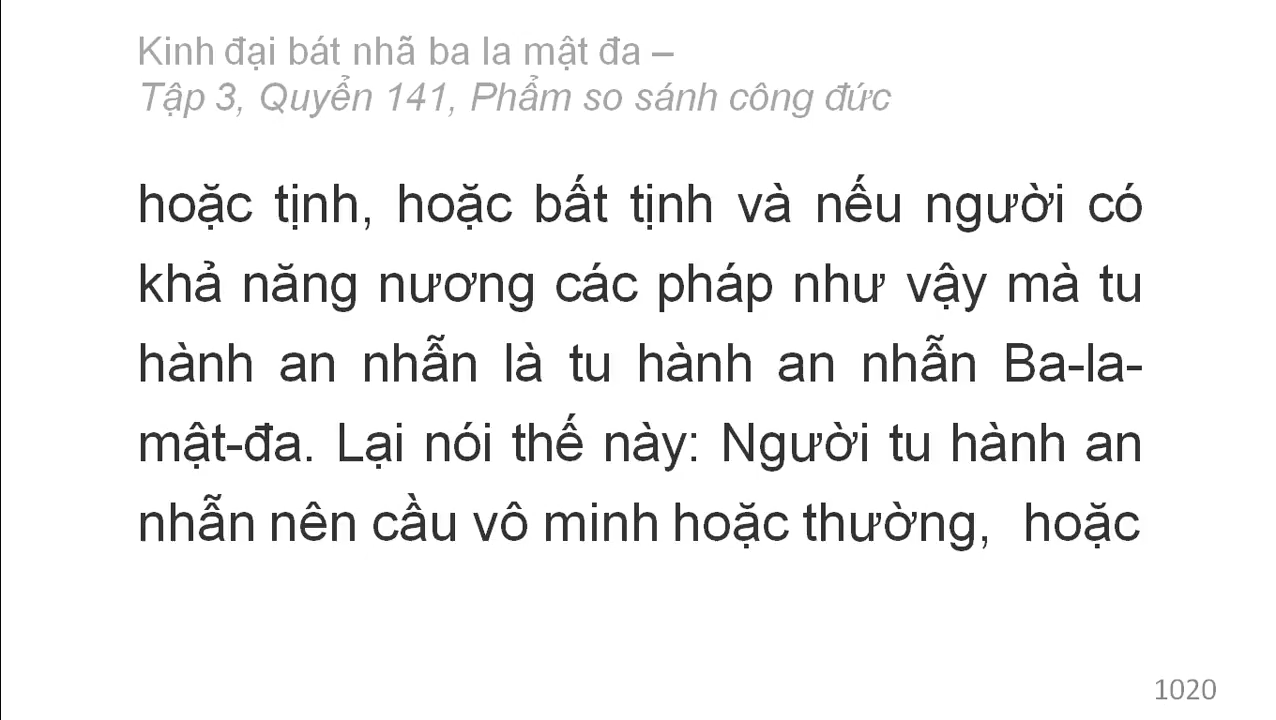 Kinh đại bát nhã ba la mật đa –
Tập 3, Quyển 141, Phẩm so sánh công đức
hoặc tịnh, hoặc bất tịnh và nếu người có
khả năng nương các pháp như vậy mà tu
hành an nhẫn là tu hành an nhẫn Ba-la-
mật-đa. Lại nói thế này: Người tu hành an
nhẫn nên cầu vô minh hoặc thường, hoặc
1020